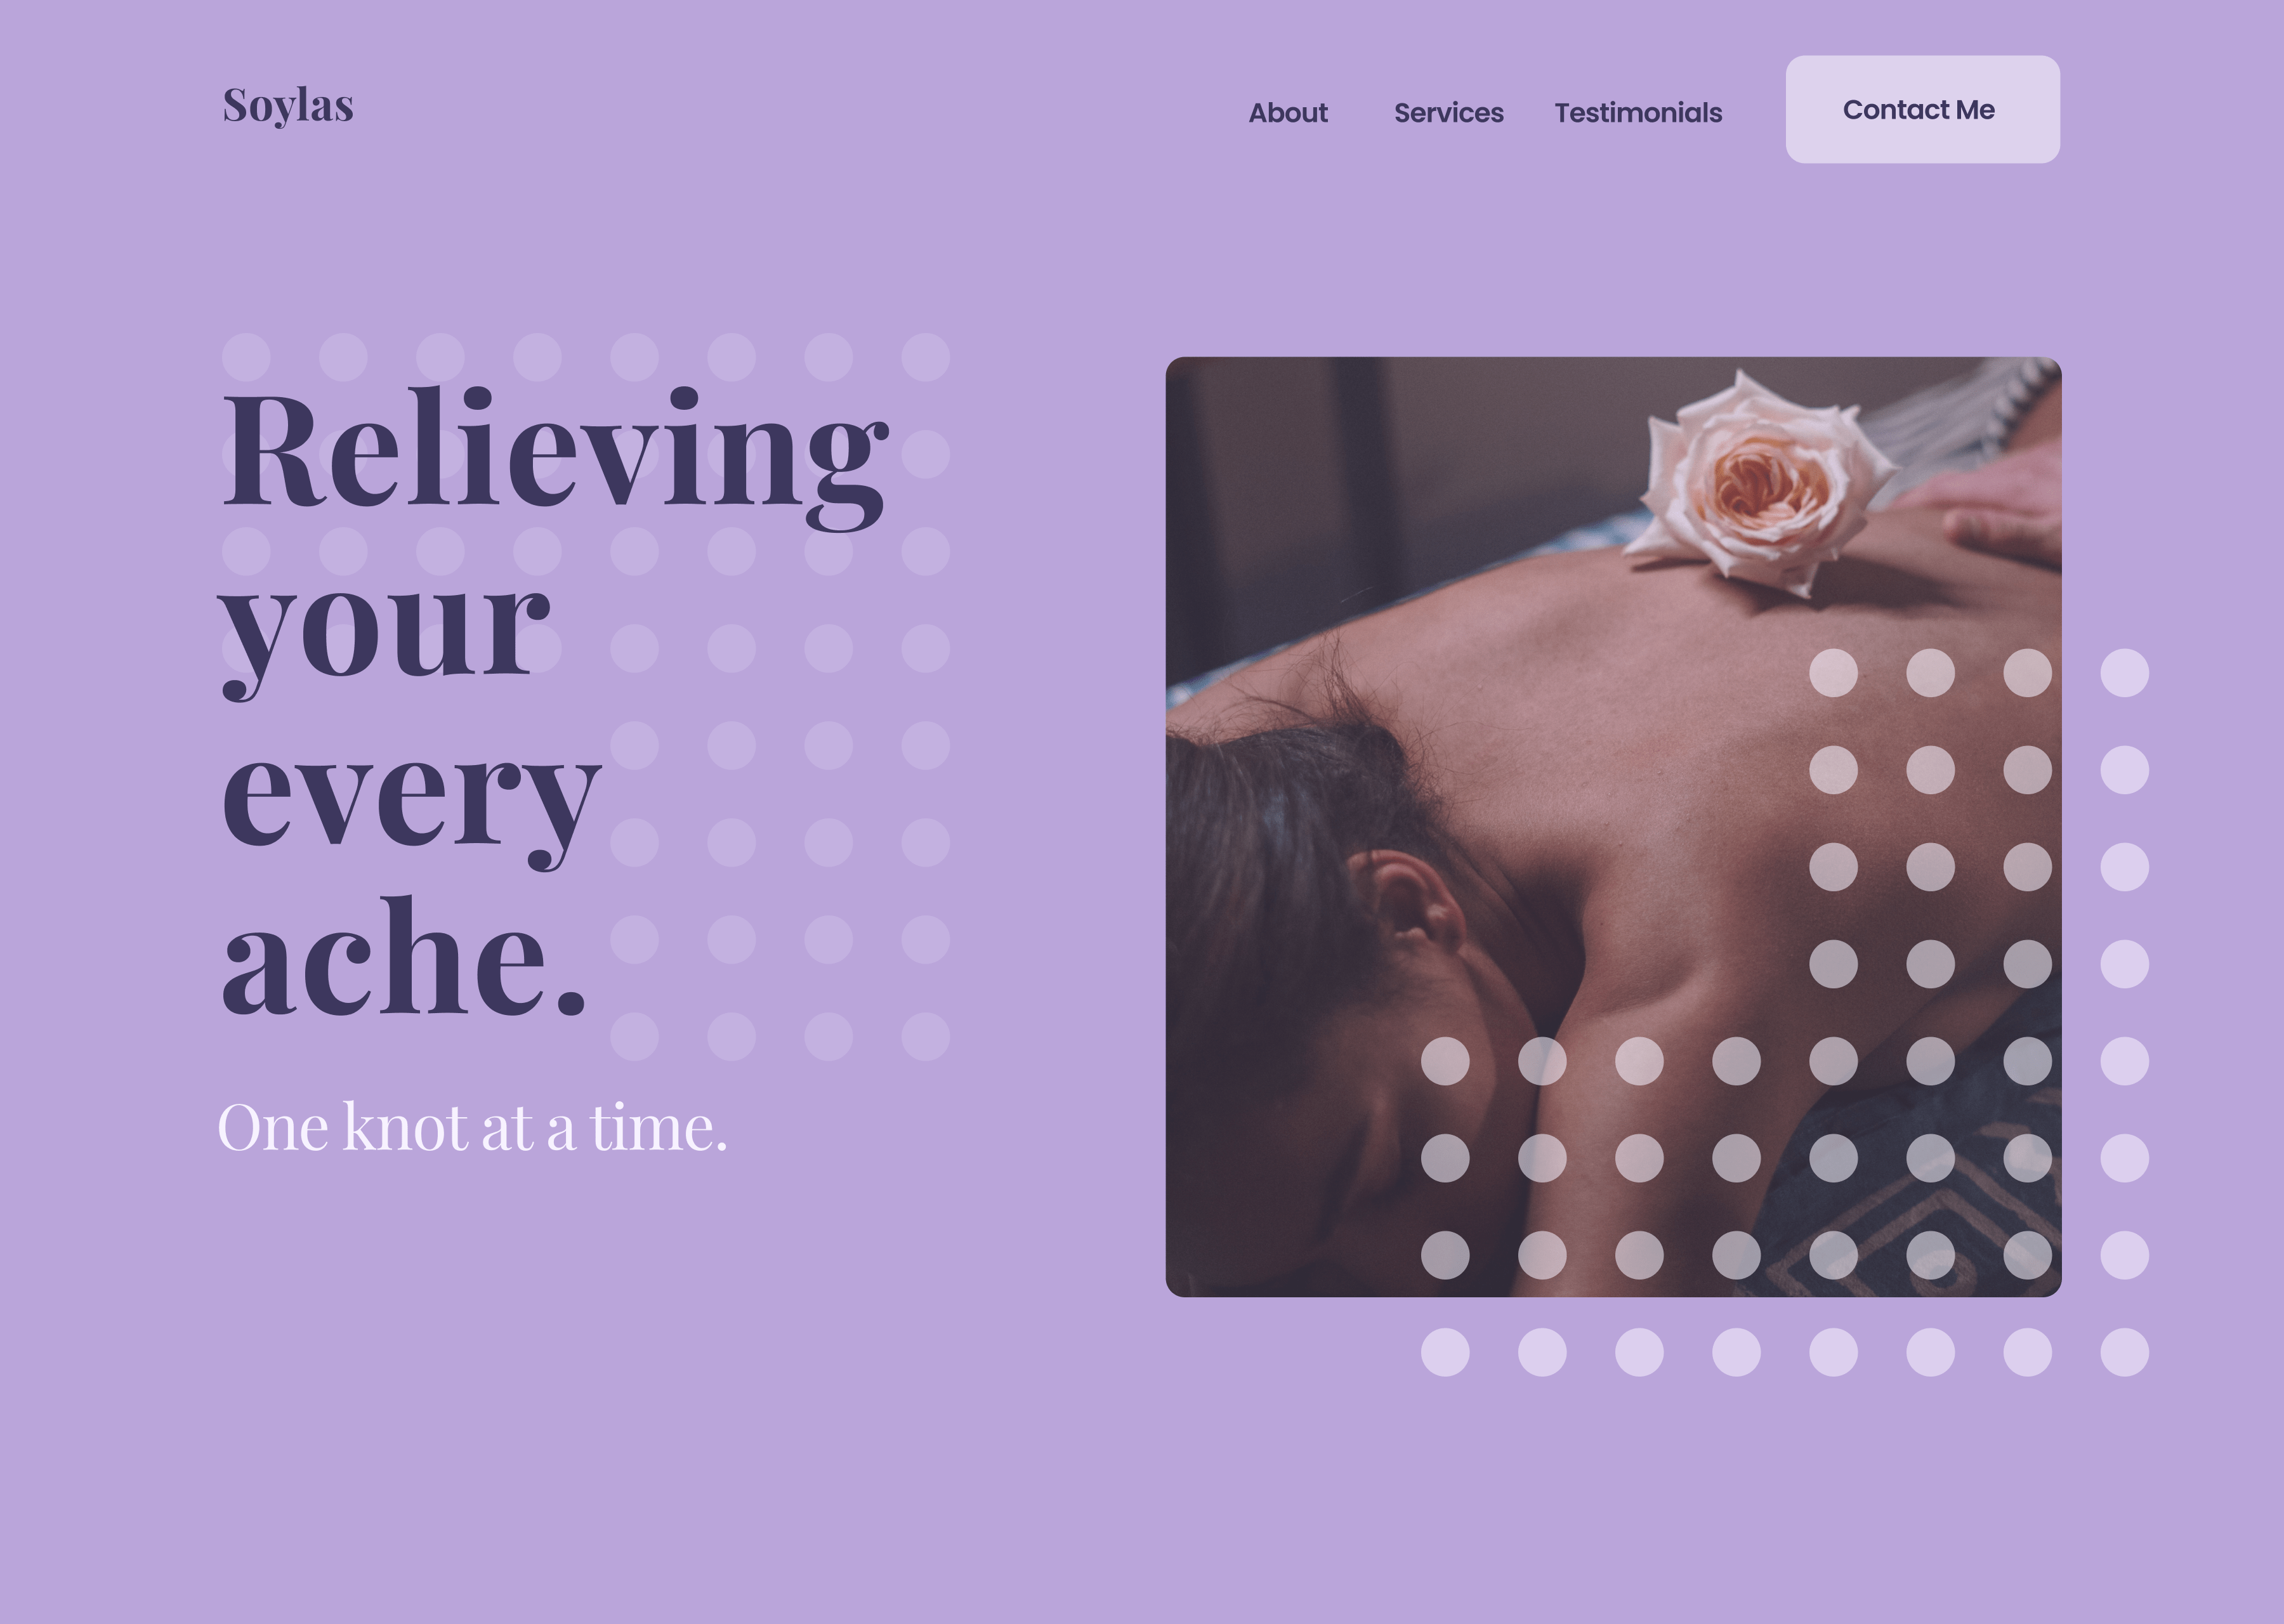 Soylas
About Services Testimonials Contact Me
Relieving
your
every
ache.
One knot at a time.